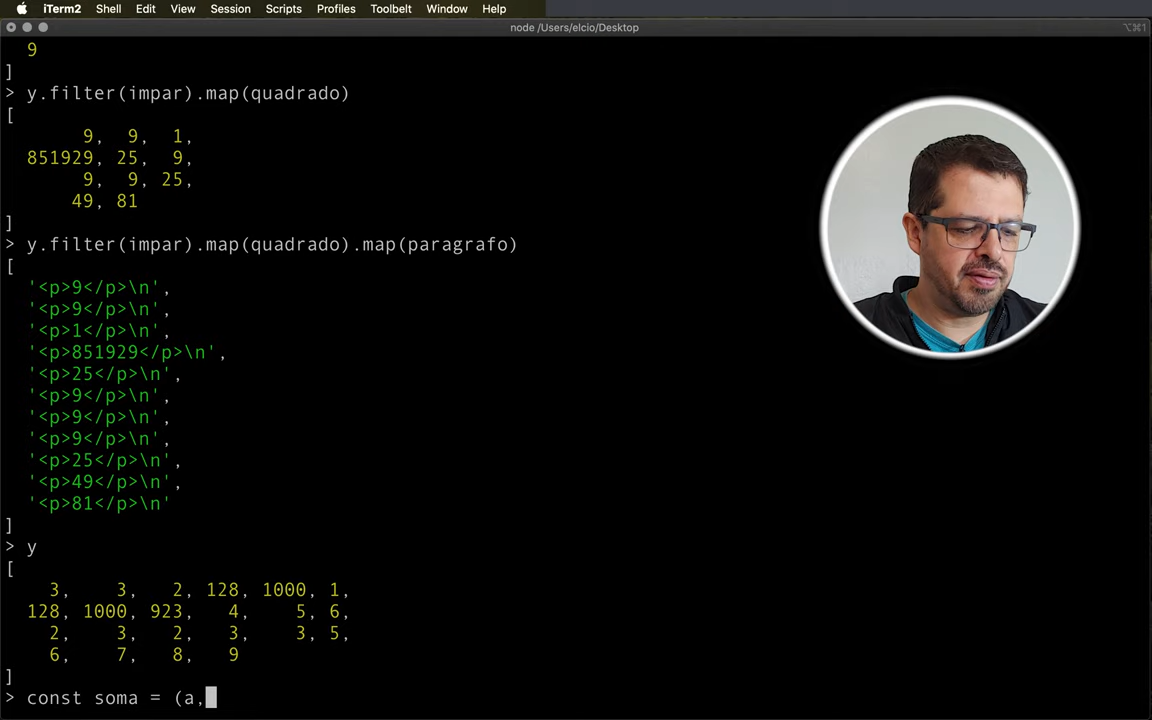 iTerm2 Shell Edit View Session Scripts Profiles Toolbelt Window Help
node /Users/elcio/Desktop ⌥⌘1
9
]
> y.filter(impar).map(quadrado)
[
9, 9, 1,
851929, 25, 9,
9, 9, 25,
49, 81
]
> y.filter(impar).map(quadrado).map(paragrafo)
[
'<p>9</p>\n',
'<p>9</p>\n',
'<p>1</p>\n',
'<p>851929</p>\n',
'<p>25</p>\n',
'<p>9</p>\n',
'<p>9</p>\n',
'<p>9</p>\n',
'<p>25</p>\n',
'<p>49</p>\n',
'<p>81</p>\n'
]
> y
[
3, 3, 2, 128, 1000, 1,
128, 1000, 923, 4, 5, 6,
2, 3, 2, 3, 3, 5,
6, 7, 8, 9
]
> const soma = (a,